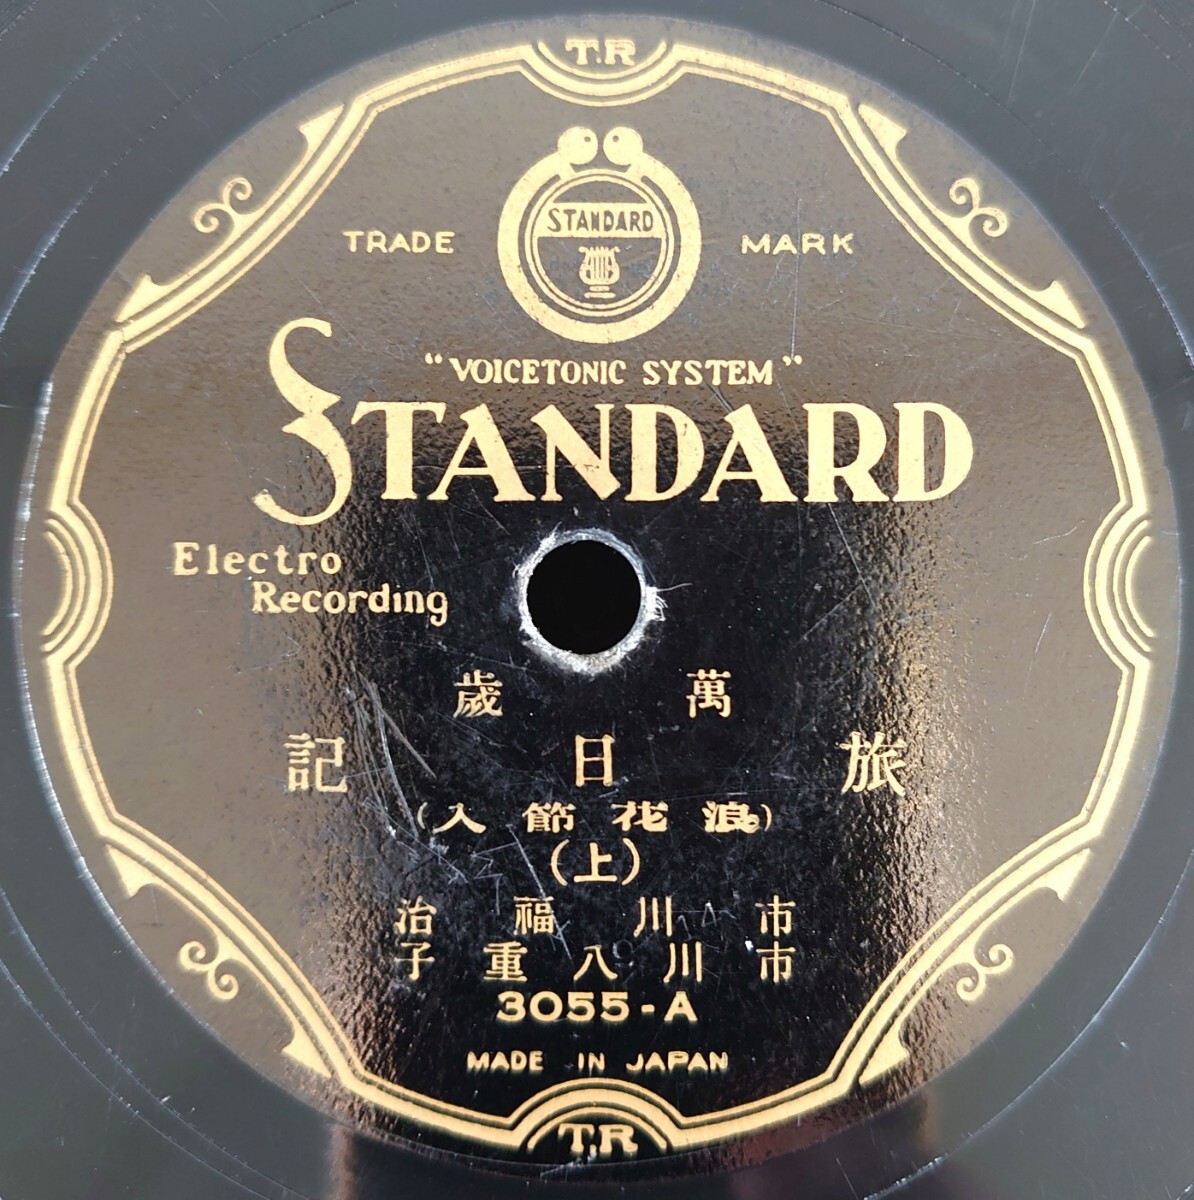 T.R
STANDARD
TRADE MARK
"VOICETONIC SYSTEM"
STANDARD
Electro
Recording
歲 萬
記 日 旅
(入 節 花 浪)
(上)
治 福 川 市
子 重 八 川 市
3055-A
MADE IN JAPAN
T.R